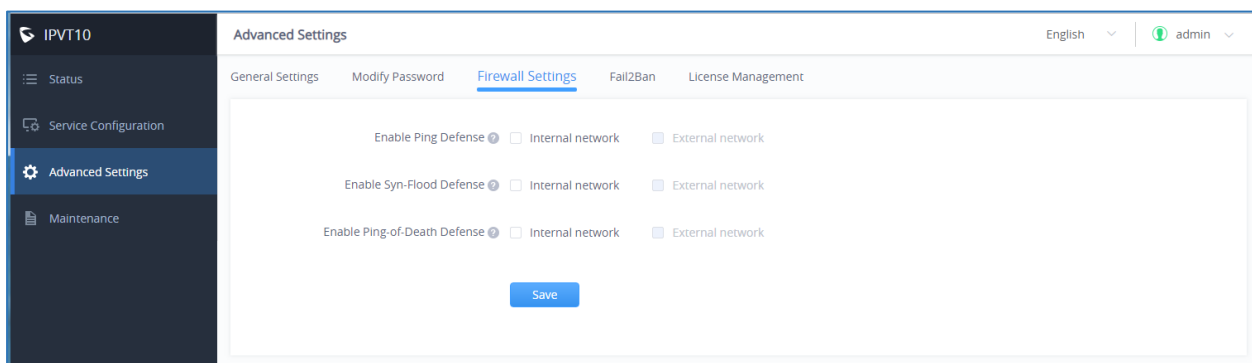 IPVT10
Advanced Settings
English
admin
Status
Service Configuration
Advanced Settings
Maintenance
General Settings Modify Password Firewall Settings Fail2Ban License Management
Enable Ping Defense ? Internal network External network
Enable Syn-Flood Defense ? Internal network External network
Enable Ping-of-Death Defense ? Internal network External network
Save